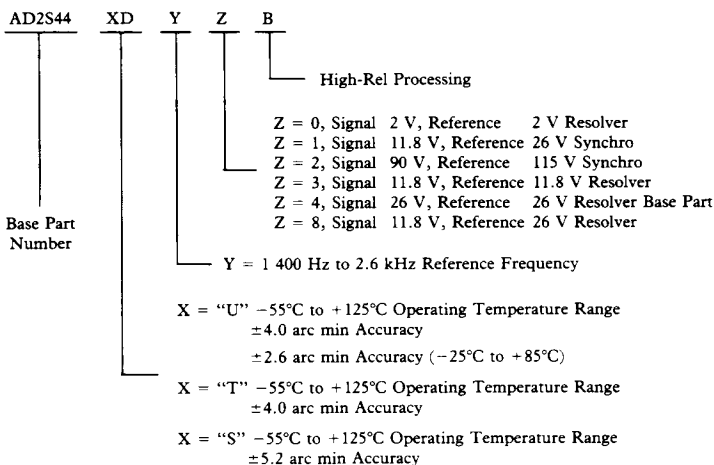 AD2S44 XD Y Z B
High-Rel Processing
Z = 0, Signal 2 V, Reference 2 V Resolver
Z = 1, Signal 11.8 V, Reference 26 V Synchro
Z = 2, Signal 90 V, Reference 115 V Synchro
Z = 3, Signal 11.8 V, Reference 11.8 V Resolver
Z = 4, Signal 26 V, Reference 26 V Resolver Base Part
Z = 8, Signal 11.8 V, Reference 26 V Resolver
Base Part
Number
Y = 1 400 Hz to 2.6 kHz Reference Frequency
X = “U” −55°C to +125°C Operating Temperature Range
±4.0 arc min Accuracy
±2.6 arc min Accuracy (−25°C to +85°C)
X = “T” −55°C to +125°C Operating Temperature Range
±4.0 arc min Accuracy
X = “S” −55°C to +125°C Operating Temperature Range
±5.2 arc min Accuracy